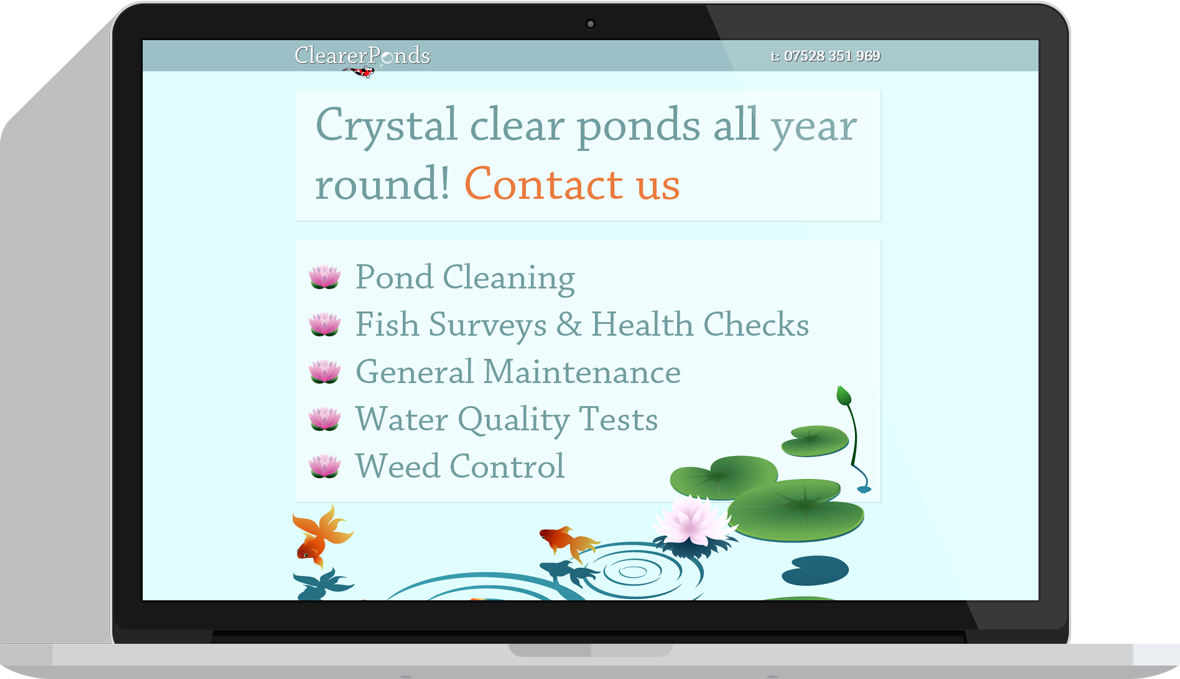 ClearerPonds
t: 07528 351 969
Crystal clear ponds all year
round! Contact us
Pond Cleaning
Fish Surveys & Health Checks
General Maintenance
Water Quality Tests
Weed Control